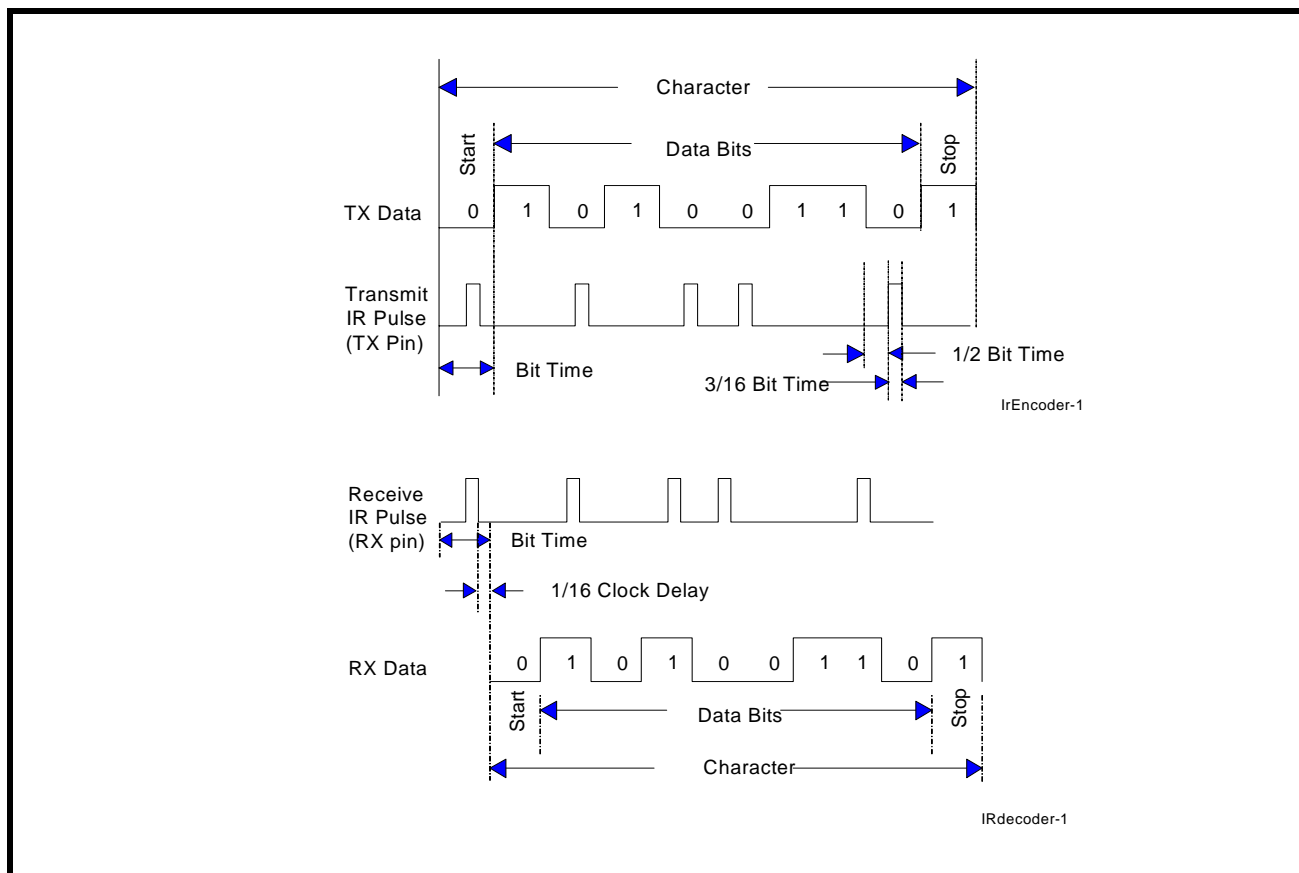 Character
Start
Data Bits
Stop
TX Data
0 1 0 1 0 0 1 1 0 1
Transmit
IR Pulse
(TX Pin)
1/2 Bit Time
Bit Time
3/16 Bit Time
IrEncoder-1
Receive
IR Pulse
(RX pin)
Bit Time
1/16 Clock Delay
RX Data
0 1 0 1 0 0 1 1 0 1
Start
Data Bits
Stop
Character
IRdecoder-1